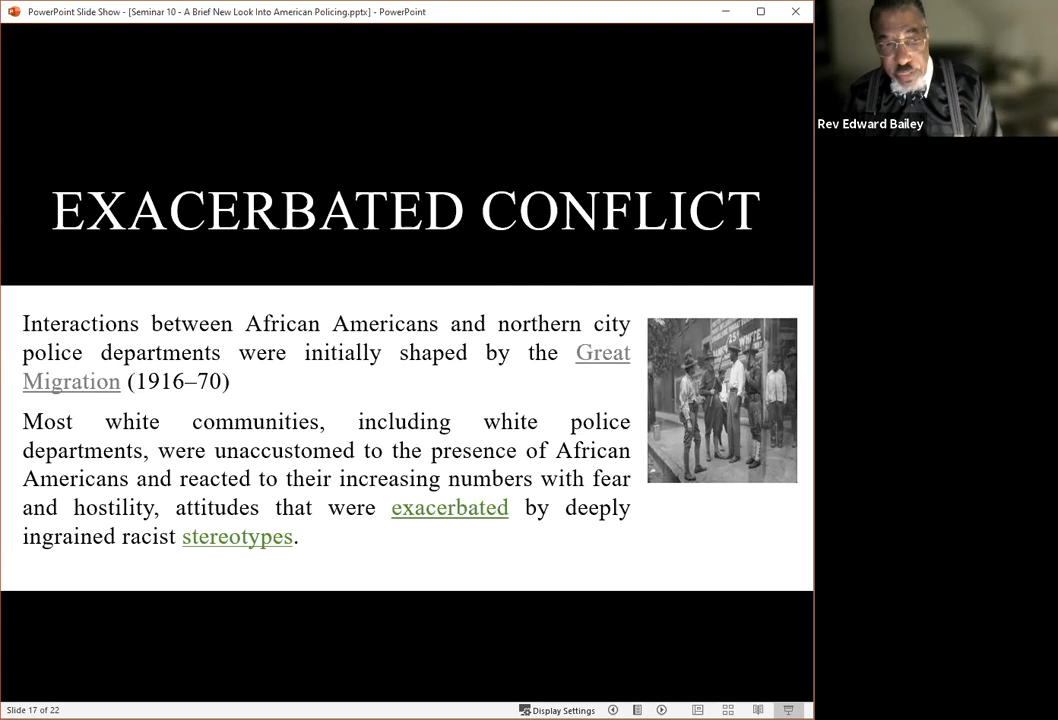 PowerPoint Slide Show - [Seminar 10 - A Brief New Look Into American Policing.pptx] - PowerPoint
Rev Edward Bailey
EXACERBATED CONFLICT
Interactions between African Americans and northern city
police departments were initially shaped by the Great
Migration (1916–70)
Most white communities, including white police
departments, were unaccustomed to the presence of African
Americans and reacted to their increasing numbers with fear
and hostility, attitudes that were exacerbated by deeply
ingrained racist stereotypes.
25¢ WHITE
Slide 17 of 22
Display Settings